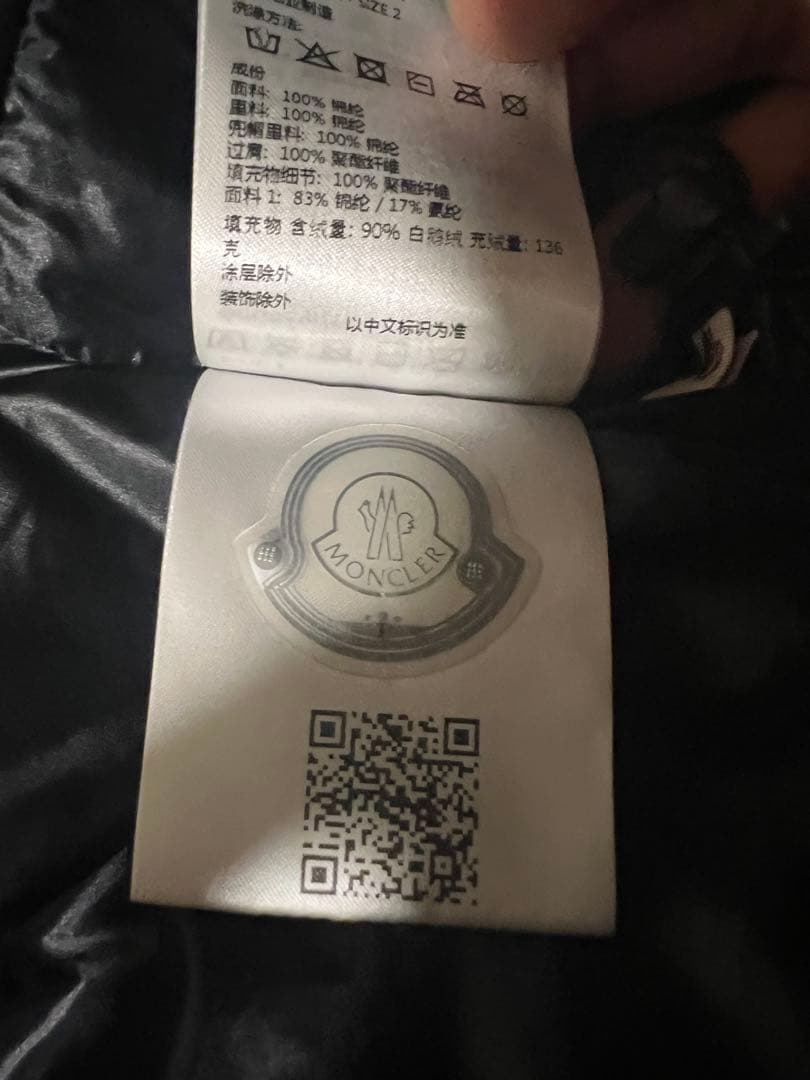 SIZE 2
洗涤方法:
成份
面料: 100% 锦纶
里料: 100% 锦纶
兜帽里料: 100% 锦纶
过肩: 100% 聚酯纤维
填充物细节: 100% 聚酯纤维
面料 1: 83% 锦纶 / 17% 氨纶
填充物 含绒量: 90% 白鹅绒 充绒量: 136
克
涂层除外
装饰除外
以中文标识为准
MONCLER